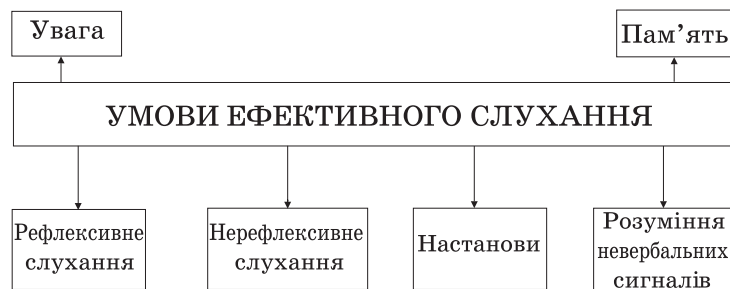 Увага
Пам’ять
УМОВИ ЕФЕКТИВНОГО СЛУХАННЯ
Рефлексивне
слухання
Нерефлексивне
слухання
Настанови
Розуміння
невербальних
сигналів